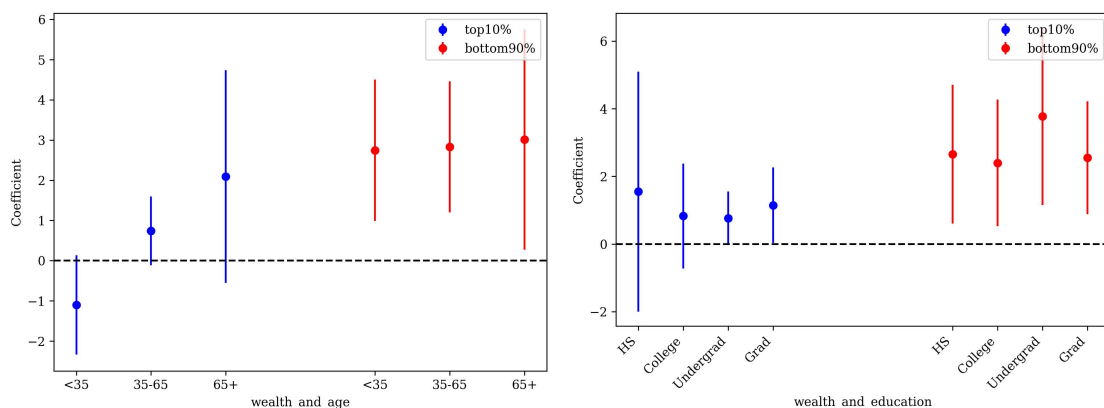 6
5
4
3
2
1
0
−1
−2
Coefficient
top10%
bottom90%
<35
35-65
65+
<35
35-65
65+
wealth and age
6
4
2
0
−2
Coefficient
top10%
bottom90%
HS
College
Undergrad
Grad
HS
College
Undergrad
Grad
wealth and education